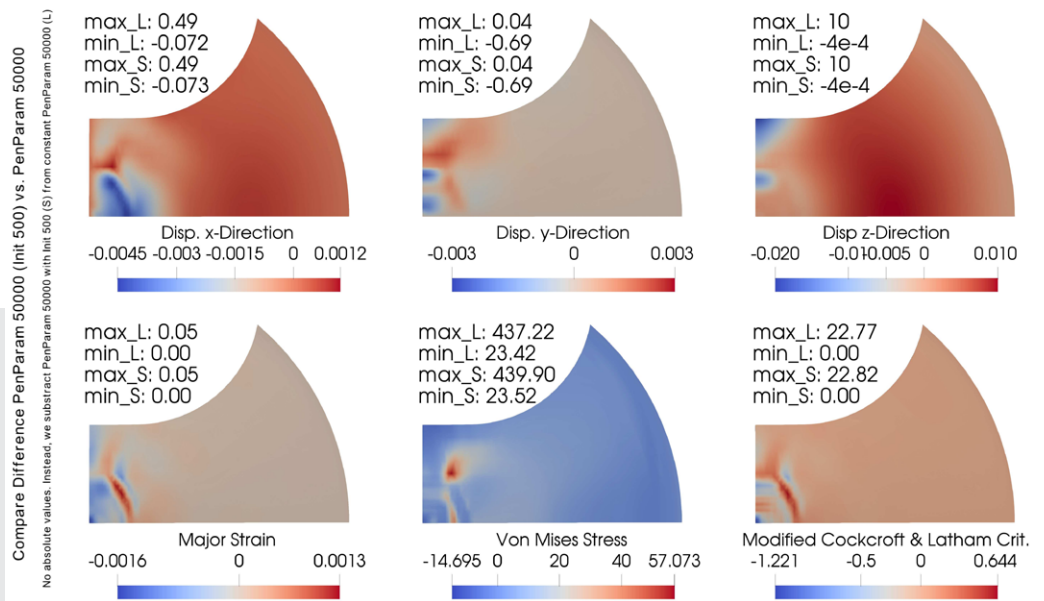 Compare Difference PenParam 50000 (Init 500) vs. PenParam 50000
No absolute values. Instead, we substract PenParam 50000 with Init 500 (S) from constant PenParam 50000 (L)
max_L: 0.49
min_L: -0.072
max_S: 0.49
min_S: -0.073
Disp. x-Direction
-0.0045 -0.003 -0.0015 0 0.0012
max_L: 0.04
min_L: -0.69
max_S: 0.04
min_S: -0.69
Disp. y-Direction
-0.003 0 0.003
max_L: 10
min_L: -4e-4
max_S: 10
min_S: -4e-4
Disp z-Direction
-0.020 -0.010 -0.005 0 0.010
max_L: 0.05
min_L: 0.00
max_S: 0.05
min_S: 0.00
Major Strain
-0.0016 0 0.0013
max_L: 437.22
min_L: 23.42
max_S: 439.90
min_S: 23.52
Von Mises Stress
-14.695 0 20 40 57.073
max_L: 22.77
min_L: 0.00
max_S: 22.82
min_S: 0.00
Modified Cockcroft & Latham Crit.
-1.221 -0.5 0 0.644